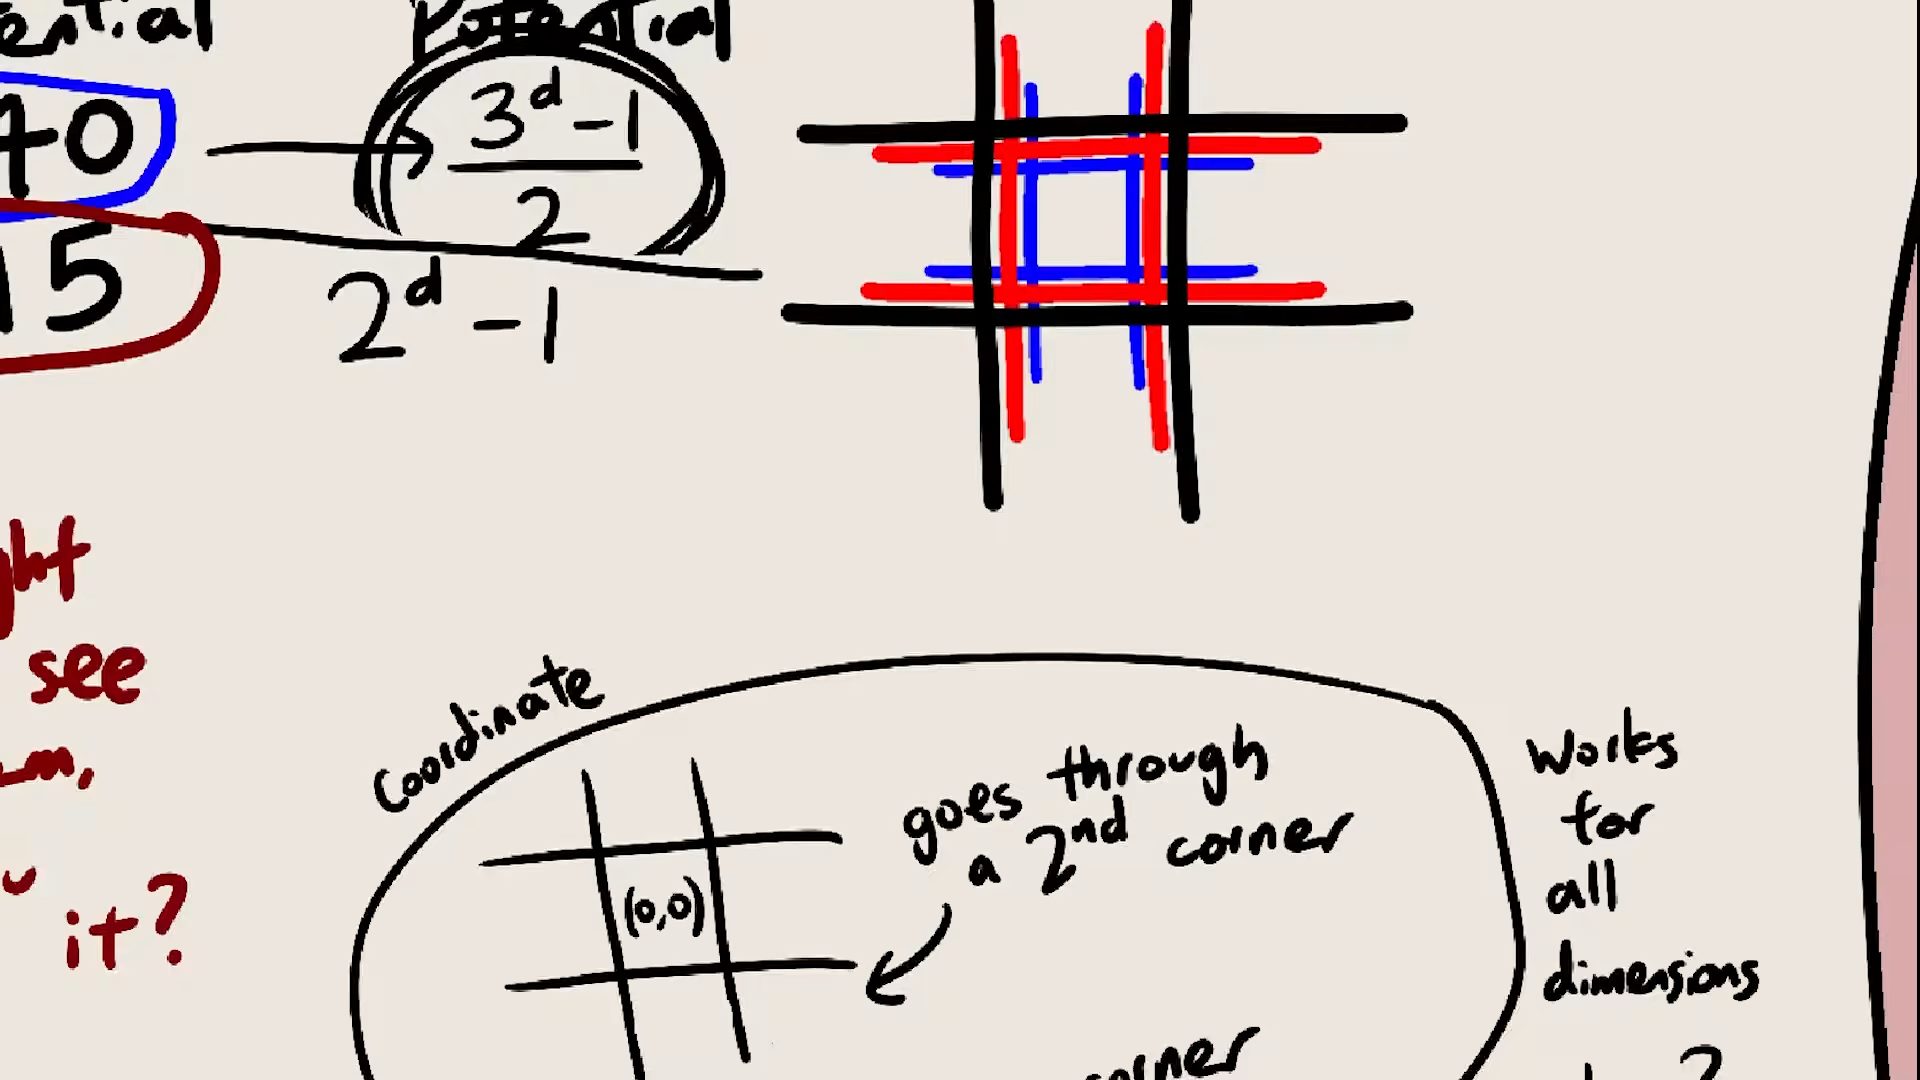 Potential
40
3^d - 1
2
15
2^d - 1
see
it?
Coordinate
(0,0)
goes through
a 2nd corner
corner
Works
for
all
dimensions
?